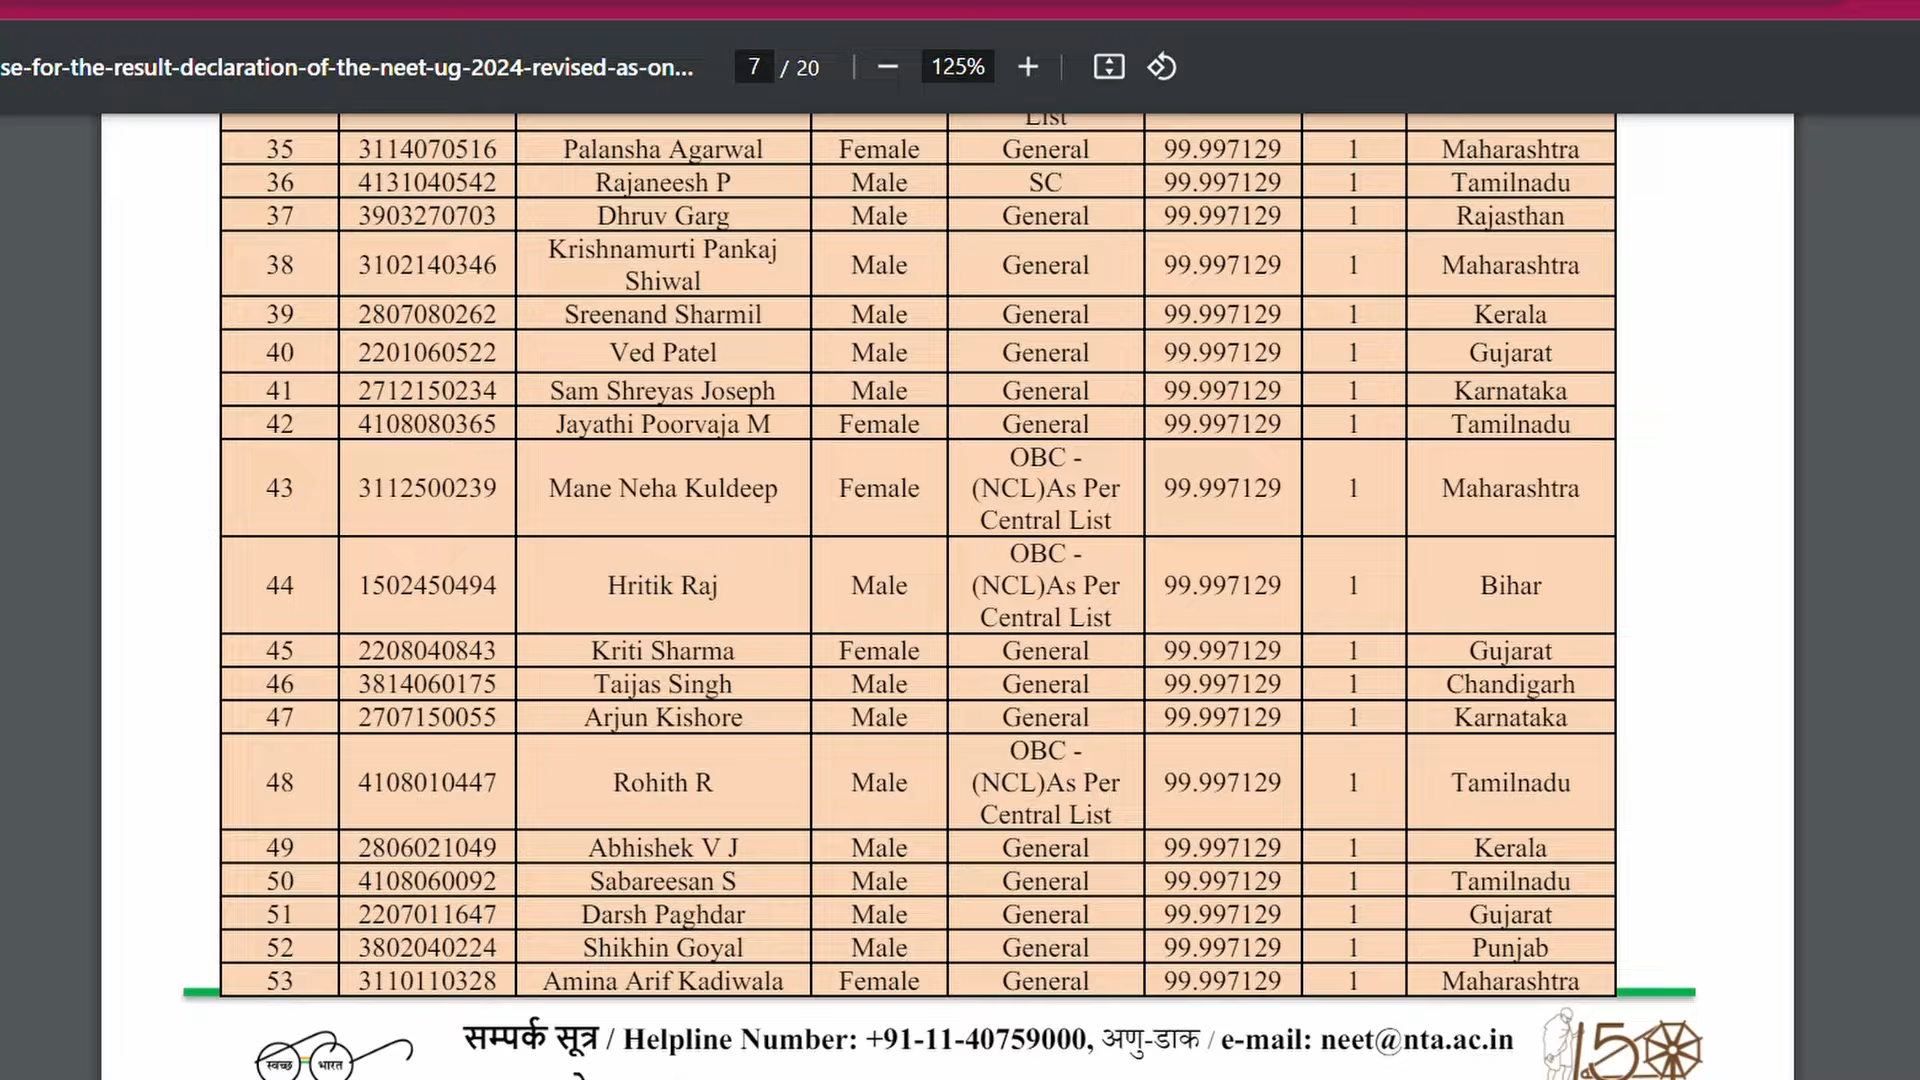 se-for-the-result-declaration-of-the-neet-ug-2024-revised-as-on... 7 / 20 125%
List
35 3114070516 Palansha Agarwal Female General 99.997129 1 Maharashtra
36 4131040542 Rajaneesh P Male SC 99.997129 1 Tamilnadu
37 3903270703 Dhruv Garg Male General 99.997129 1 Rajasthan
38 3102140346 Krishnamurti Pankaj Shiwal Male General 99.997129 1 Maharashtra
39 2807080262 Sreenand Sharmil Male General 99.997129 1 Kerala
40 2201060522 Ved Patel Male General 99.997129 1 Gujarat
41 2712150234 Sam Shreyas Joseph Male General 99.997129 1 Karnataka
42 4108080365 Jayathi Poorvaja M Female General 99.997129 1 Tamilnadu
43 3112500239 Mane Neha Kuldeep Female OBC - (NCL)As Per Central List 99.997129 1 Maharashtra
44 1502450494 Hritik Raj Male OBC - (NCL)As Per Central List 99.997129 1 Bihar
45 2208040843 Kriti Sharma Female General 99.997129 1 Gujarat
46 3814060175 Taijas Singh Male General 99.997129 1 Chandigarh
47 2707150055 Arjun Kishore Male General 99.997129 1 Karnataka
48 4108010447 Rohith R Male OBC - (NCL)As Per Central List 99.997129 1 Tamilnadu
49 2806021049 Abhishek V J Male General 99.997129 1 Kerala
50 4108060092 Sabareesan S Male General 99.997129 1 Tamilnadu
51 2207011647 Darsh Paghdar Male General 99.997129 1 Gujarat
52 3802040224 Shikhin Goyal Male General 99.997129 1 Punjab
53 3110110328 Amina Arif Kadiwala Female General 99.997129 1 Maharashtra
सम्पर्क सूत्र / Helpline Number: +91-11-40759000, अणु-डाक / e-mail: neet@nta.ac.in
स्वच्छ भारत
150